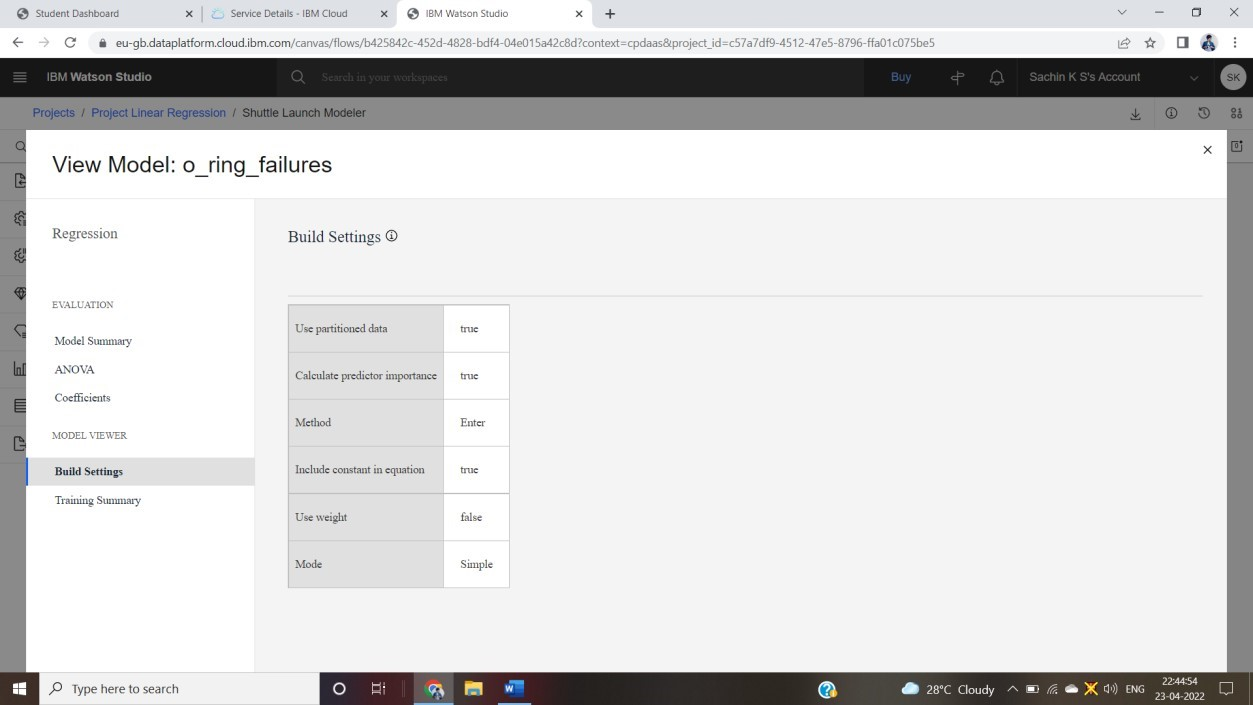 Student Dashboard
Service Details - IBM Cloud
IBM Watson Studio
eu-gb.dataplatform.cloud.ibm.com/canvas/flows/b425842c-452d-4828-bdf4-04e015a42c8d?context=cpdaas&project_id=c57a7df9-4512-47e5-8796-ffa01c075be5
IBM Watson Studio
Search in your workspaces
Buy
Sachin K S's Account
SK
Projects / Project Linear Regression / Shuttle Launch Modeler
View Model: o_ring_failures
Regression
EVALUATION
Model Summary
ANOVA
Coefficients
MODEL VIEWER
Build Settings
Training Summary
Build Settings
Use partitioned data true
Calculate predictor importance true
Method Enter
Include constant in equation true
Use weight false
Mode Simple
Type here to search
28°C Cloudy
ENG
22:44:54
23-04-2022